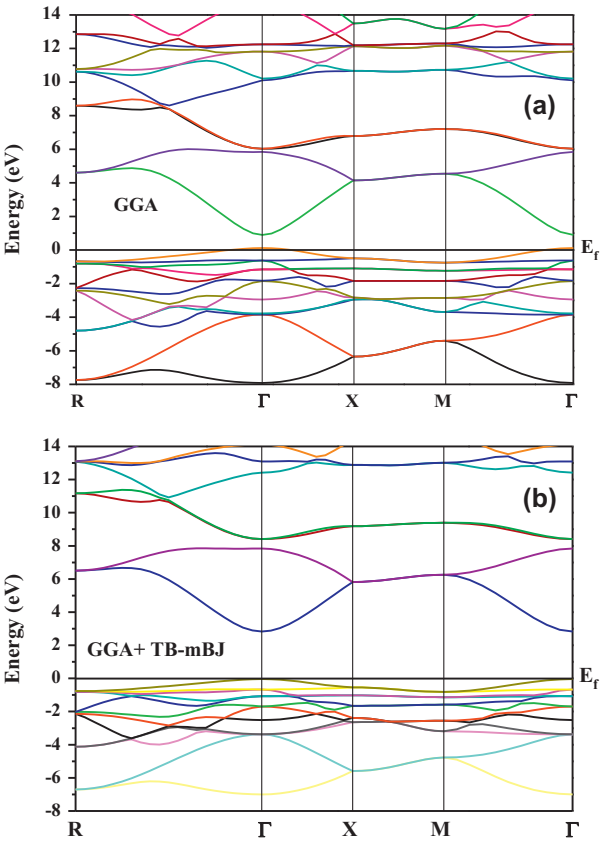 14
12
10
8
6
4
2
0
-2
-4
-6
-8
Energy (eV)
(a)
GGA
E_f
R Γ X M Γ
14
12
10
8
6
4
2
0
-2
-4
-6
-8
Energy (eV)
(b)
GGA+ TB-mBJ
E_f
R Γ X M Γ